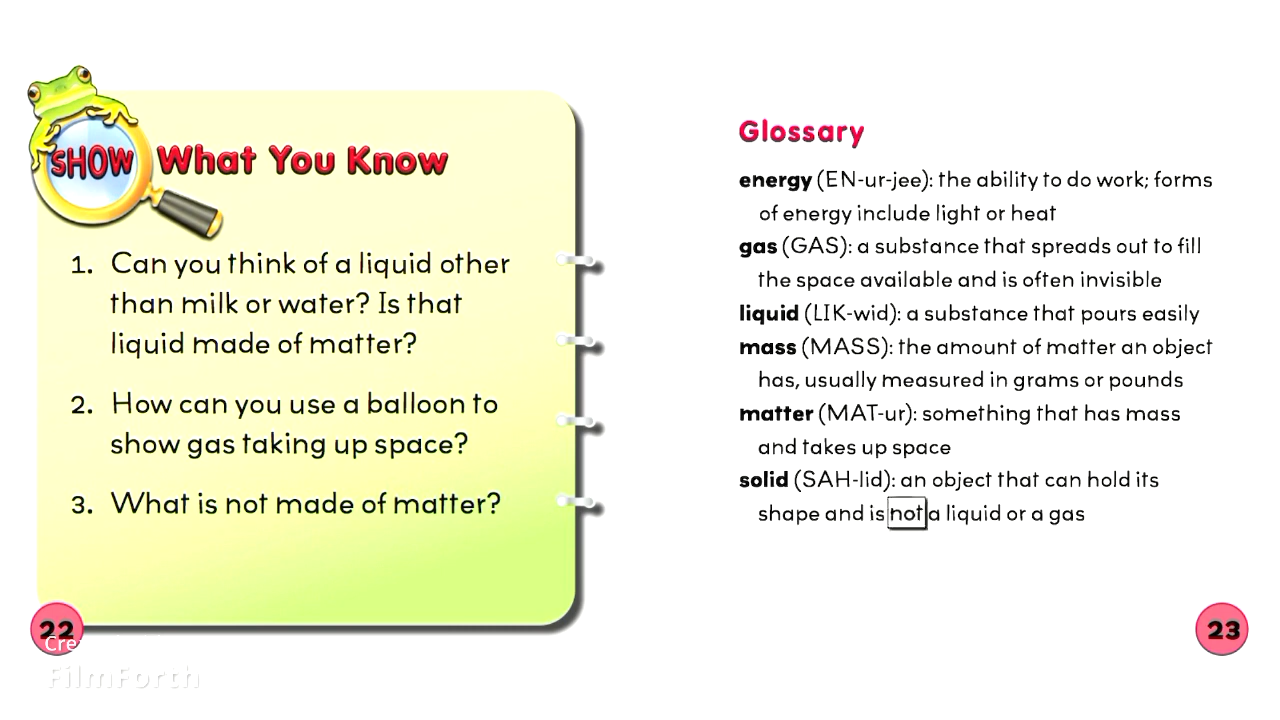 SHOW What You Know
1. Can you think of a liquid other
than milk or water? Is that
liquid made of matter?
2. How can you use a balloon to
show gas taking up space?
3. What is not made of matter?
22
FilmForth
Glossary
energy (EN-ur-jee): the ability to do work; forms
of energy include light or heat
gas (GAS): a substance that spreads out to fill
the space available and is often invisible
liquid (LIK-wid): a substance that pours easily
mass (MASS): the amount of matter an object
has, usually measured in grams or pounds
matter (MAT-ur): something that has mass
and takes up space
solid (SAH-lid): an object that can hold its
shape and is not a liquid or a gas
23